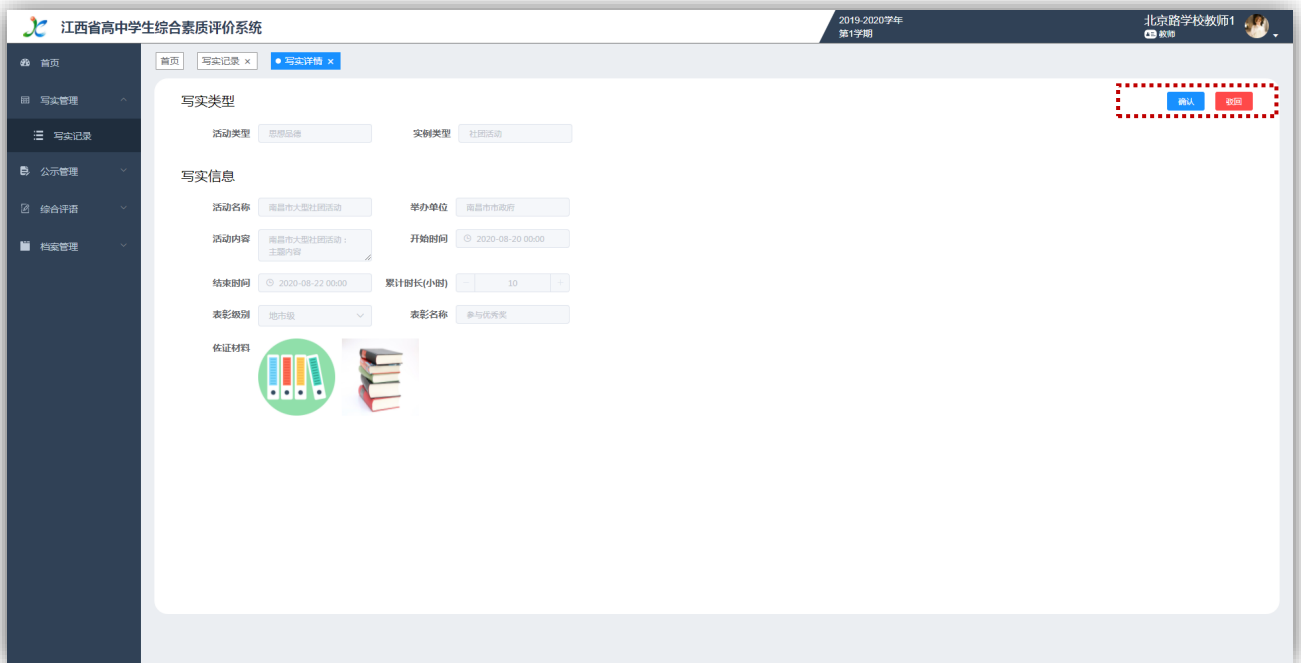 江西省高中学生综合素质评价系统
2019-2020学年
第1学期
北京路学校教师1
教师
首页
写实管理
写实记录
公示管理
综合评语
档案管理
首页 写实记录 × 写实详情 ×
写实类型
确认 驳回
活动类型 思想品德 实例类型 社团活动
写实信息
活动名称 南昌市大型社团活动 举办单位 南昌市市政府
活动内容 南昌市大型社团活动: 开始时间 2020-08-20 00:00
主题内容
结束时间 2020-08-22 00:00 累计时长(小时) - 10 +
表彰级别 地市级 表彰名称 参与优秀奖
佐证材料